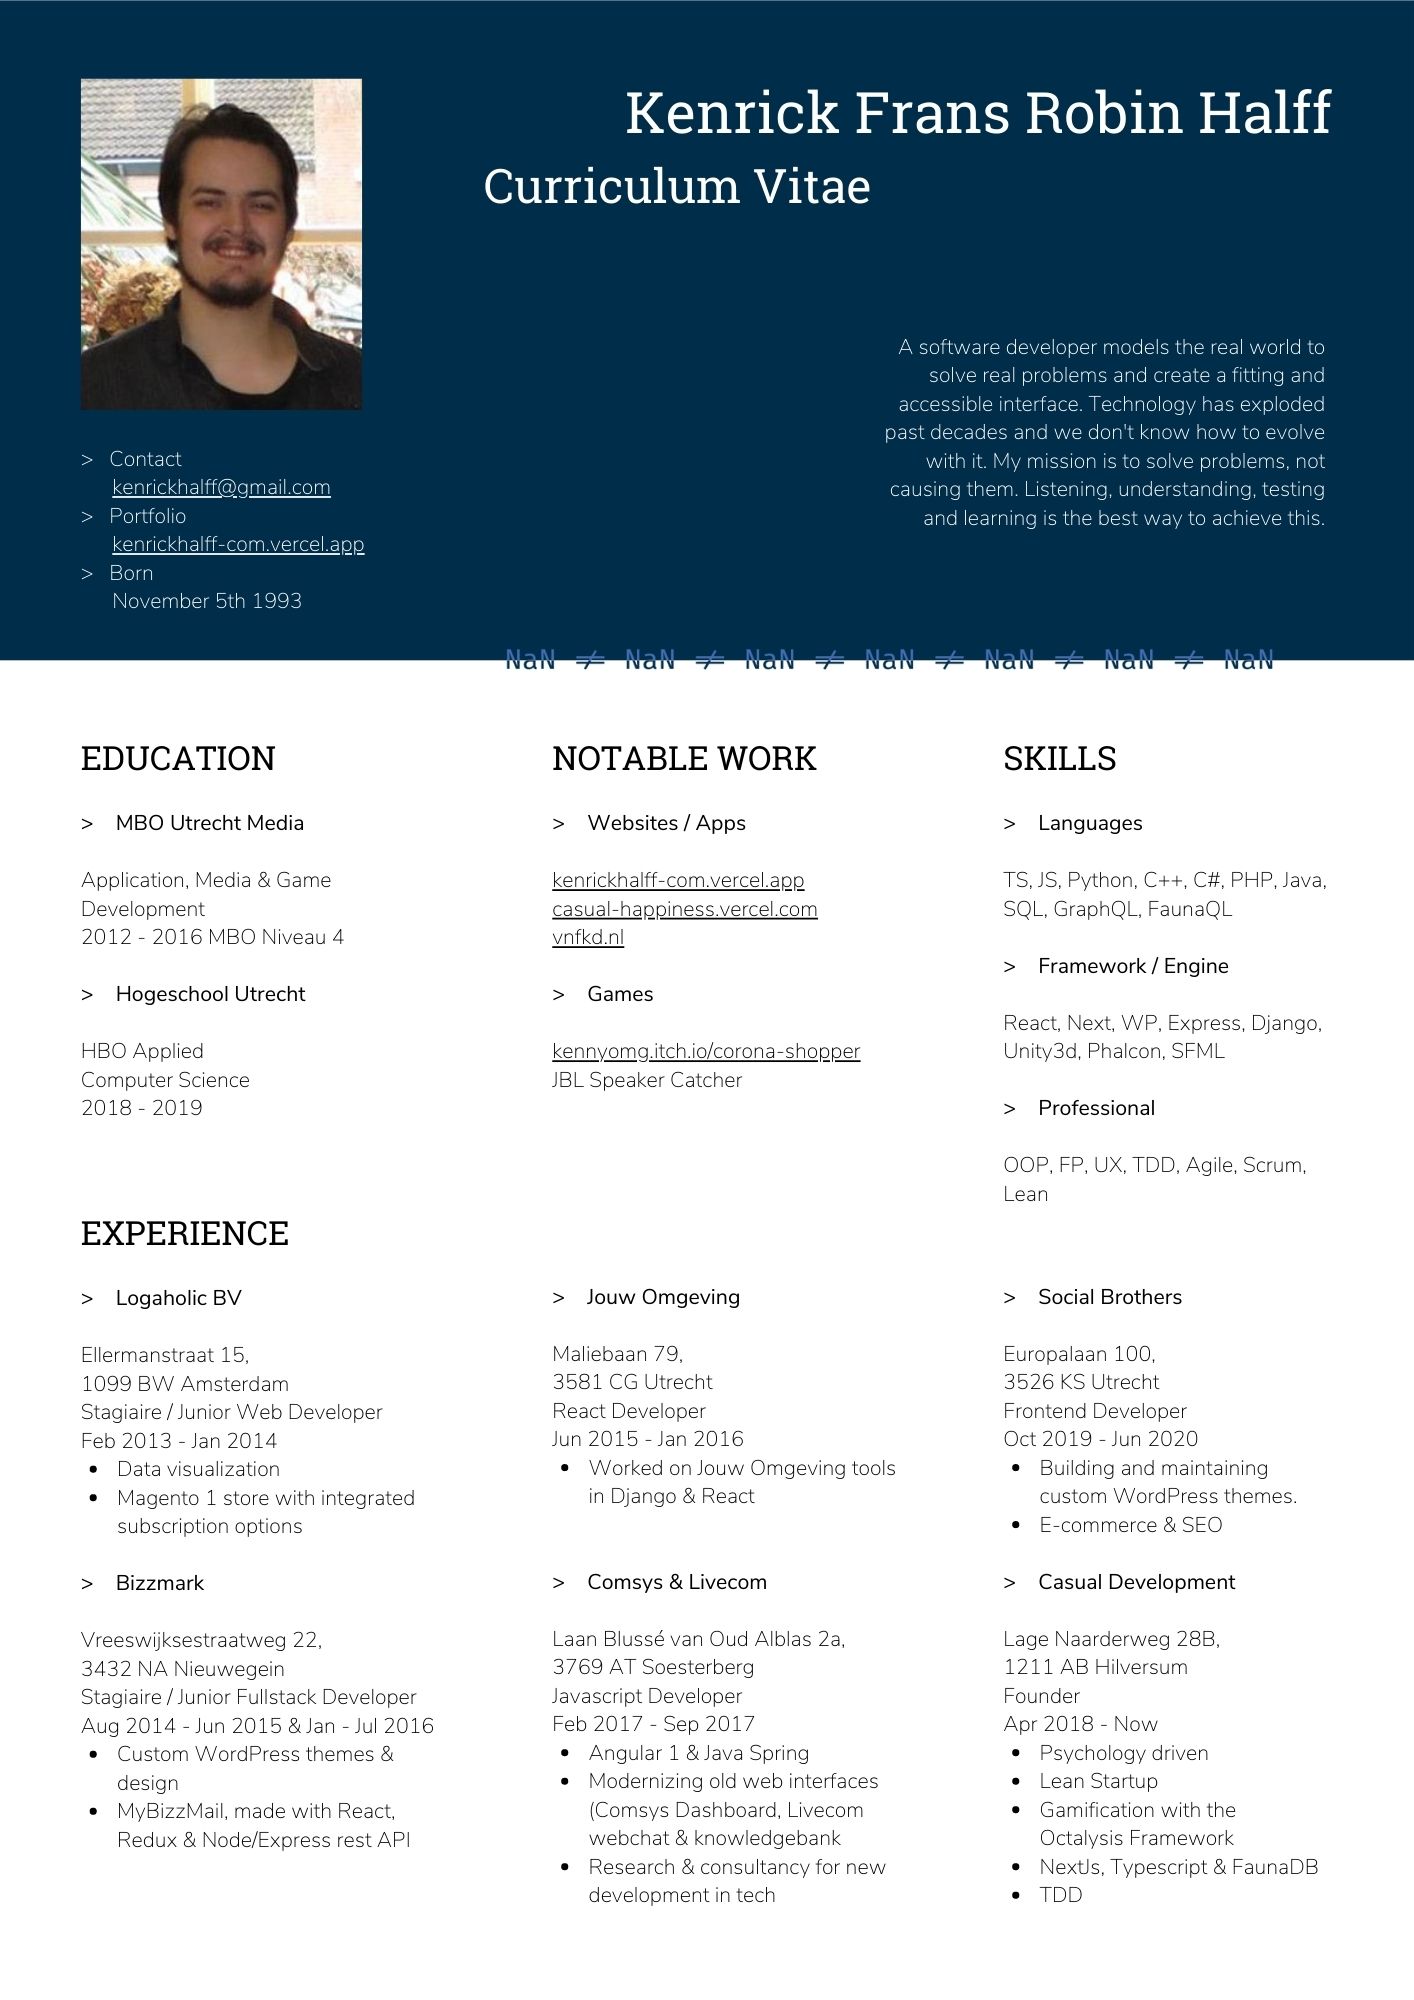 Kenrick Frans Robin Halff
Curriculum Vitae
A software developer models the real world to
solve real problems and create a fitting and
accessible interface. Technology has exploded
past decades and we don't know how to evolve
with it. My mission is to solve problems, not
causing them. Listening, understanding, testing
and learning is the best way to achieve this.
> Contact
kenrickhalff@gmail.com
> Portfolio
kenrickhalff-com.vercel.app
> Born
November 5th 1993
NaN ≠ NaN ≠ NaN ≠ NaN ≠ NaN ≠ NaN ≠ NaN
EDUCATION
> MBO Utrecht Media
Application, Media & Game
Development
2012 - 2016 MBO Niveau 4
> Hogeschool Utrecht
HBO Applied
Computer Science
2018 - 2019
NOTABLE WORK
> Websites / Apps
kenrickhalff-com.vercel.app
casual-happiness.vercel.com
vnfkd.nl
> Games
kennyomg.itch.io/corona-shopper
JBL Speaker Catcher
SKILLS
> Languages
TS, JS, Python, C++, C#, PHP, Java,
SQL, GraphQL, FaunaQL
> Framework / Engine
React, Next, WP, Express, Django,
Unity3d, Phalcon, SFML
> Professional
OOP, FP, UX, TDD, Agile, Scrum,
Lean
EXPERIENCE
> Logaholic BV
Ellermanstraat 15,
1099 BW Amsterdam
Stagiaire / Junior Web Developer
Feb 2013 - Jan 2014
• Data visualization
• Magento 1 store with integrated
subscription options
> Bizzmark
Vreeswijksestraatweg 22,
3432 NA Nieuwegein
Stagiaire / Junior Fullstack Developer
Aug 2014 - Jun 2015 & Jan - Jul 2016
• Custom WordPress themes &
design
• MyBizzMail, made with React,
Redux & Node/Express rest API
> Jouw Omgeving
Maliebaan 79,
3581 CG Utrecht
React Developer
Jun 2015 - Jan 2016
• Worked on Jouw Omgeving tools
in Django & React
> Comsys & Livecom
Laan Blussé van Oud Alblas 2a,
3769 AT Soesterberg
Javascript Developer
Feb 2017 - Sep 2017
• Angular 1 & Java Spring
• Modernizing old web interfaces
(Comsys Dashboard, Livecom
webchat & knowledgebank
• Research & consultancy for new
development in tech
> Social Brothers
Europalaan 100,
3526 KS Utrecht
Frontend Developer
Oct 2019 - Jun 2020
• Building and maintaining
custom WordPress themes.
• E-commerce & SEO
> Casual Development
Lage Naarderweg 28B,
1211 AB Hilversum
Founder
Apr 2018 - Now
• Psychology driven
• Lean Startup
• Gamification with the
Octalysis Framework
• NextJs, Typescript & FaunaDB
• TDD